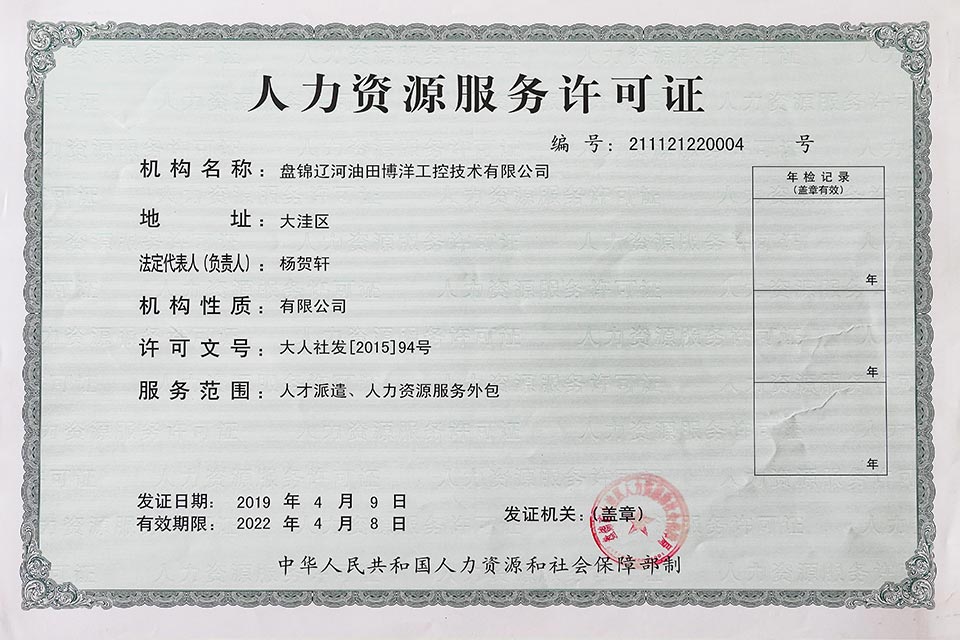 人力资源服务许可证
编 号：211121220004 号
机构名称：盘锦辽河油田博洋工控技术有限公司
年检记录
(盖章有效)
地 址：大洼区
法定代表人(负责人)：杨贺轩
年
机构性质：有限公司
许可文号：大人社发[2015]94号
年
服务范围：人才派遣、人力资源服务外包
年
发证日期: 2019 年 4 月 9 日
有效期限: 2022 年 4 月 8 日
发证机关:(盖章)
中华人民共和国人力资源和社会保障部制